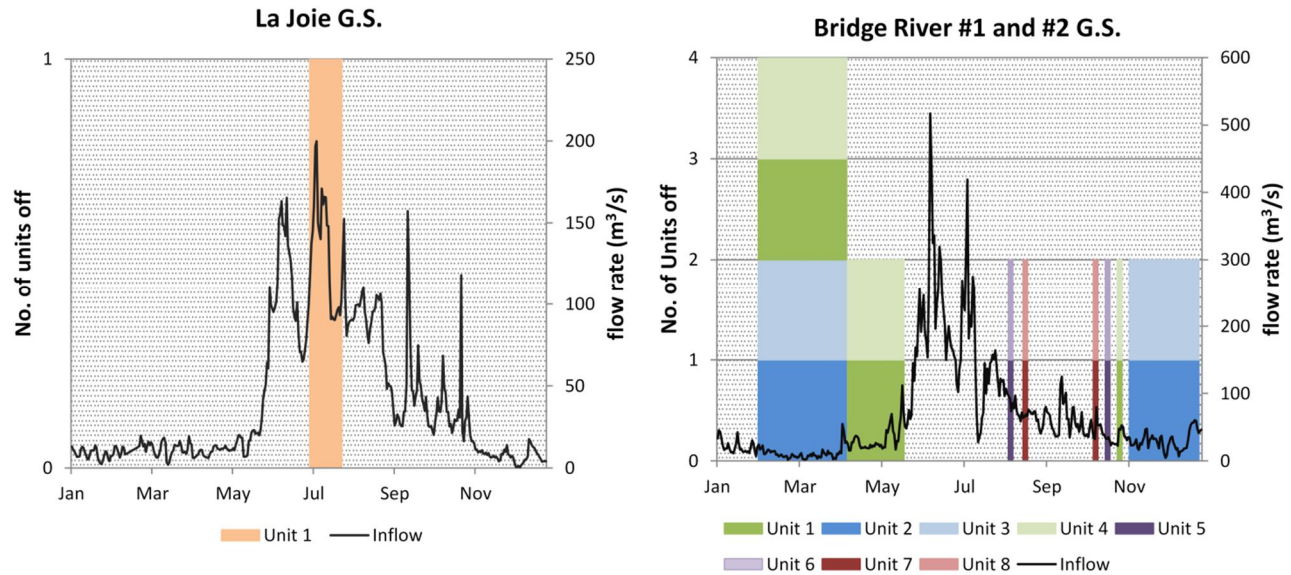 La Joie G.S.
1
0
No. of units off
250
200
150
100
50
0
flow rate (m³/s)
Jan Mar May Jul Sep Nov
Unit 1 Inflow
Bridge River #1 and #2 G.S.
4
3
2
1
0
No. of Units off
600
500
400
300
200
100
0
flow rate (m³/s)
Jan Mar May Jul Sep Nov
Unit 1 Unit 2 Unit 3 Unit 4 Unit 5
Unit 6 Unit 7 Unit 8 Inflow